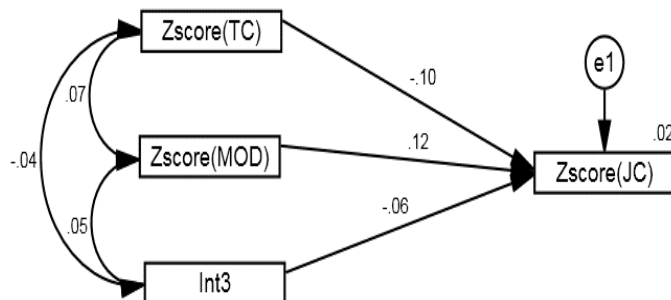 Zscore(TC)
-.10
e1
.07
.02
-.04
Zscore(MOD)
.12
Zscore(JC)
-.06
.05
Int3